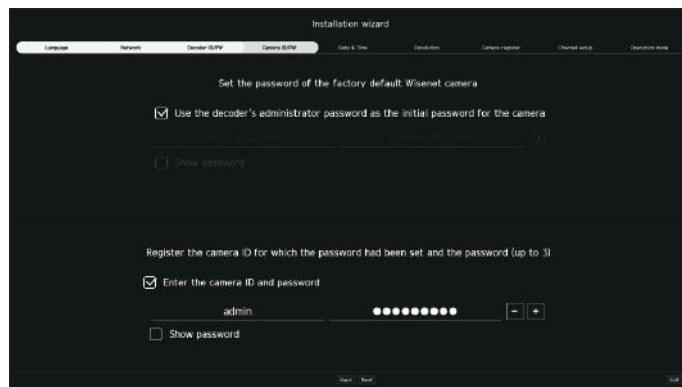 Installation wizard
Language Network Decoder ID/PW Camera ID/PW Date & Time Resolution Camera register Channel setup Operation mode
Set the password of the factory default Wisenet camera
Use the decoder's administrator password as the initial password for the camera
Show password
Register the camera ID for which the password had been set and the password (up to 3)
Enter the camera ID and password
admin ●●●●●●●●● - +
Show password
Back Next Exit